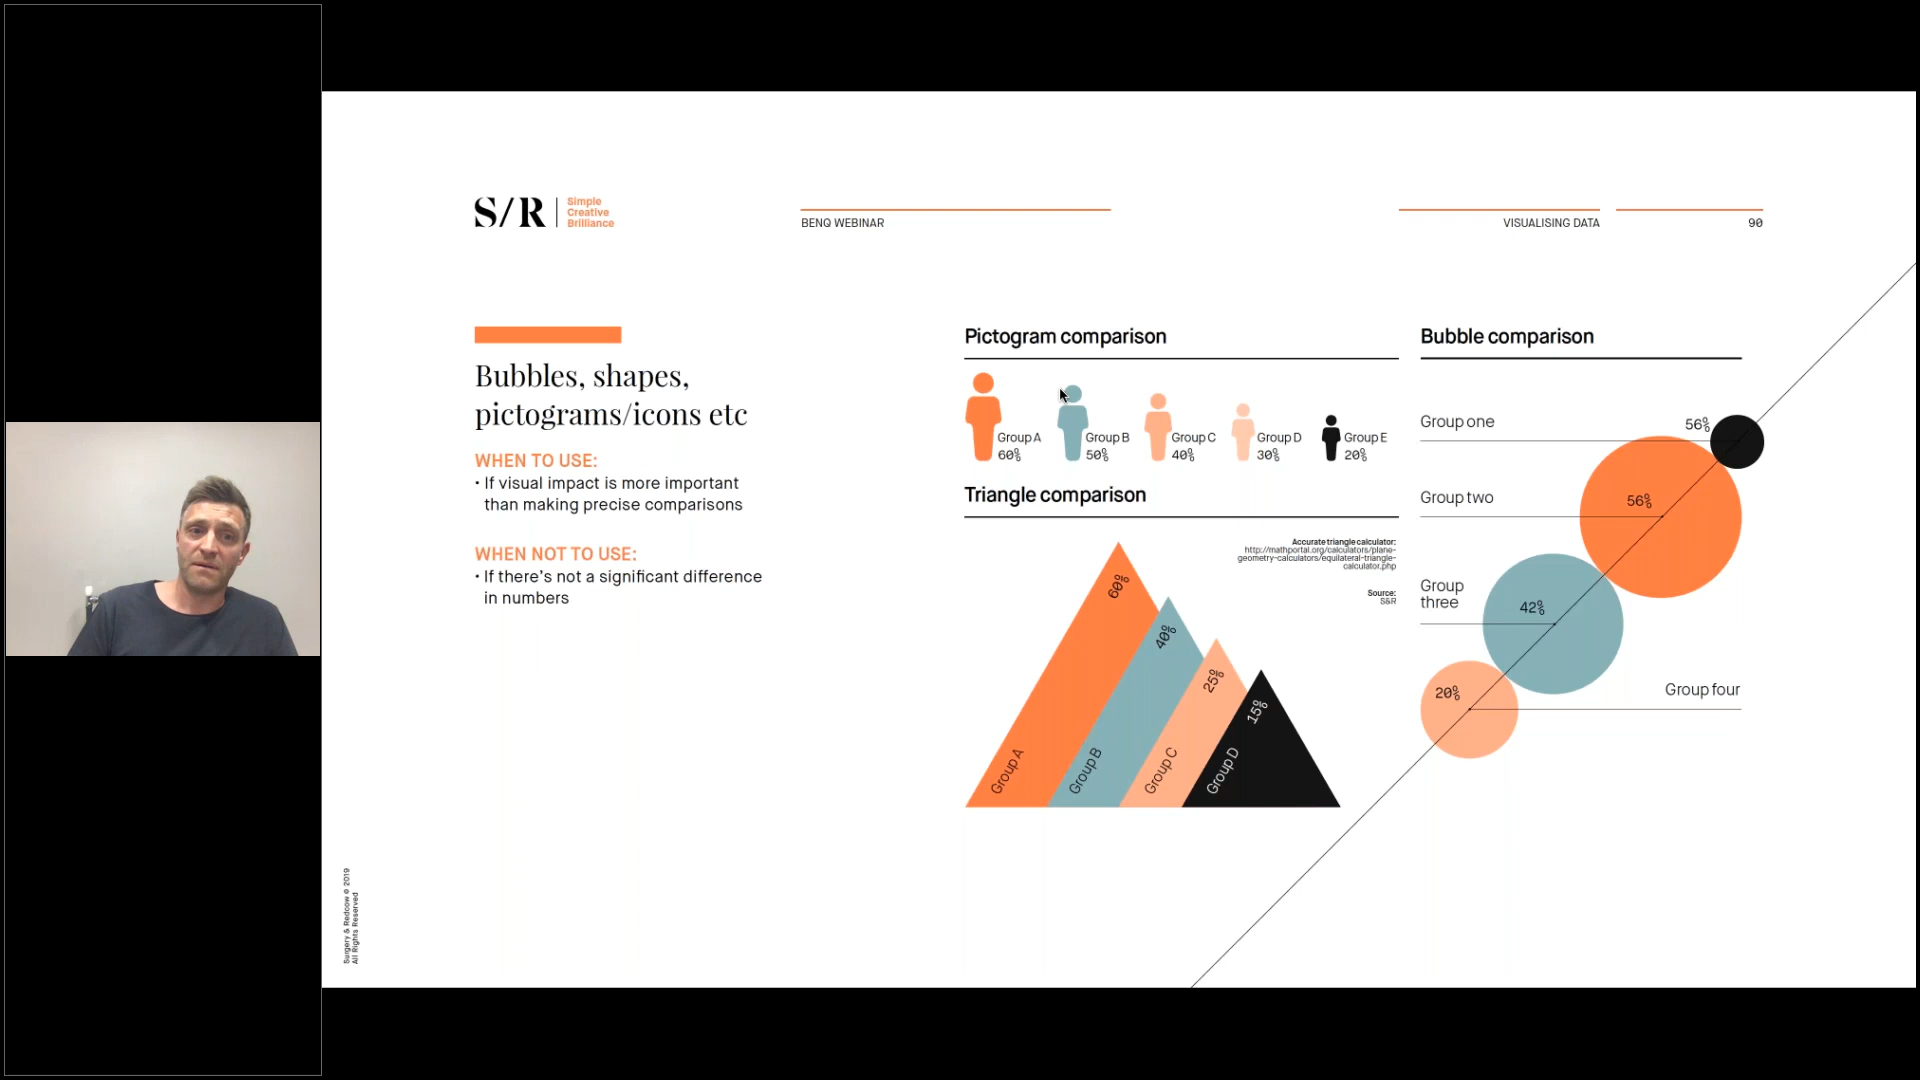 S/R
Simple
Creative
Brilliance
BENQ WEBINAR
VISUALISING DATA
90
Bubbles, shapes,
pictograms/icons etc
WHEN TO USE:
• If visual impact is more important
than making precise comparisons
WHEN NOT TO USE:
• If there's not a significant difference
in numbers
Pictogram comparison
Group A
60%
Group B
50%
Group C
40%
Group D
30%
Group E
20%
Triangle comparison
Accurate triangle calculator:
http://mathportal.org/calculators/plane-
geometry-calculators/equilateral-triangle-
calculator.php
Source:
S&R
60%
Group A
40%
Group B
25%
Group C
15%
Group D
Bubble comparison
Group one
56%
Group two
56%
Group
three
42%
20%
Group four
Surgery & Redcow © 2019
All Rights Reserved